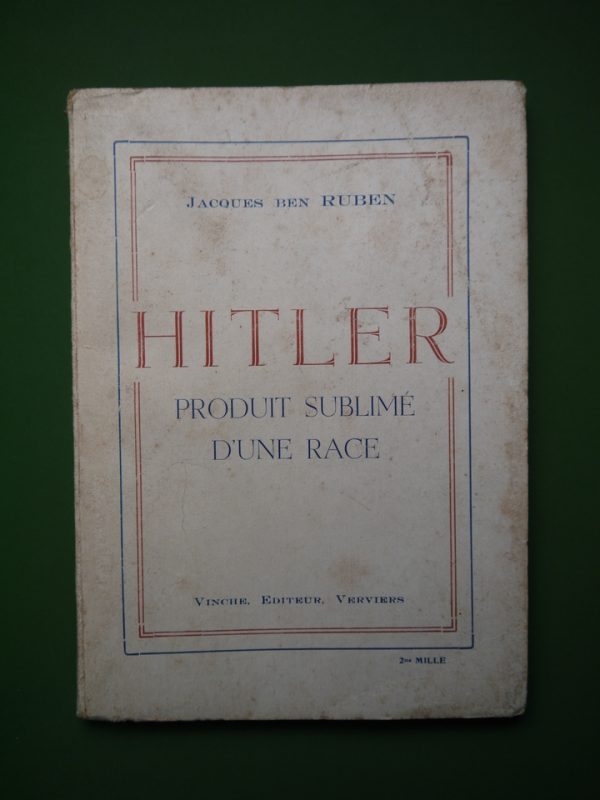 Jacques ben RUBEN
HITLER
PRODUIT SUBLIMÉ
D'UNE RACE
Vinche, Editeur, Verviers
2me MILLE